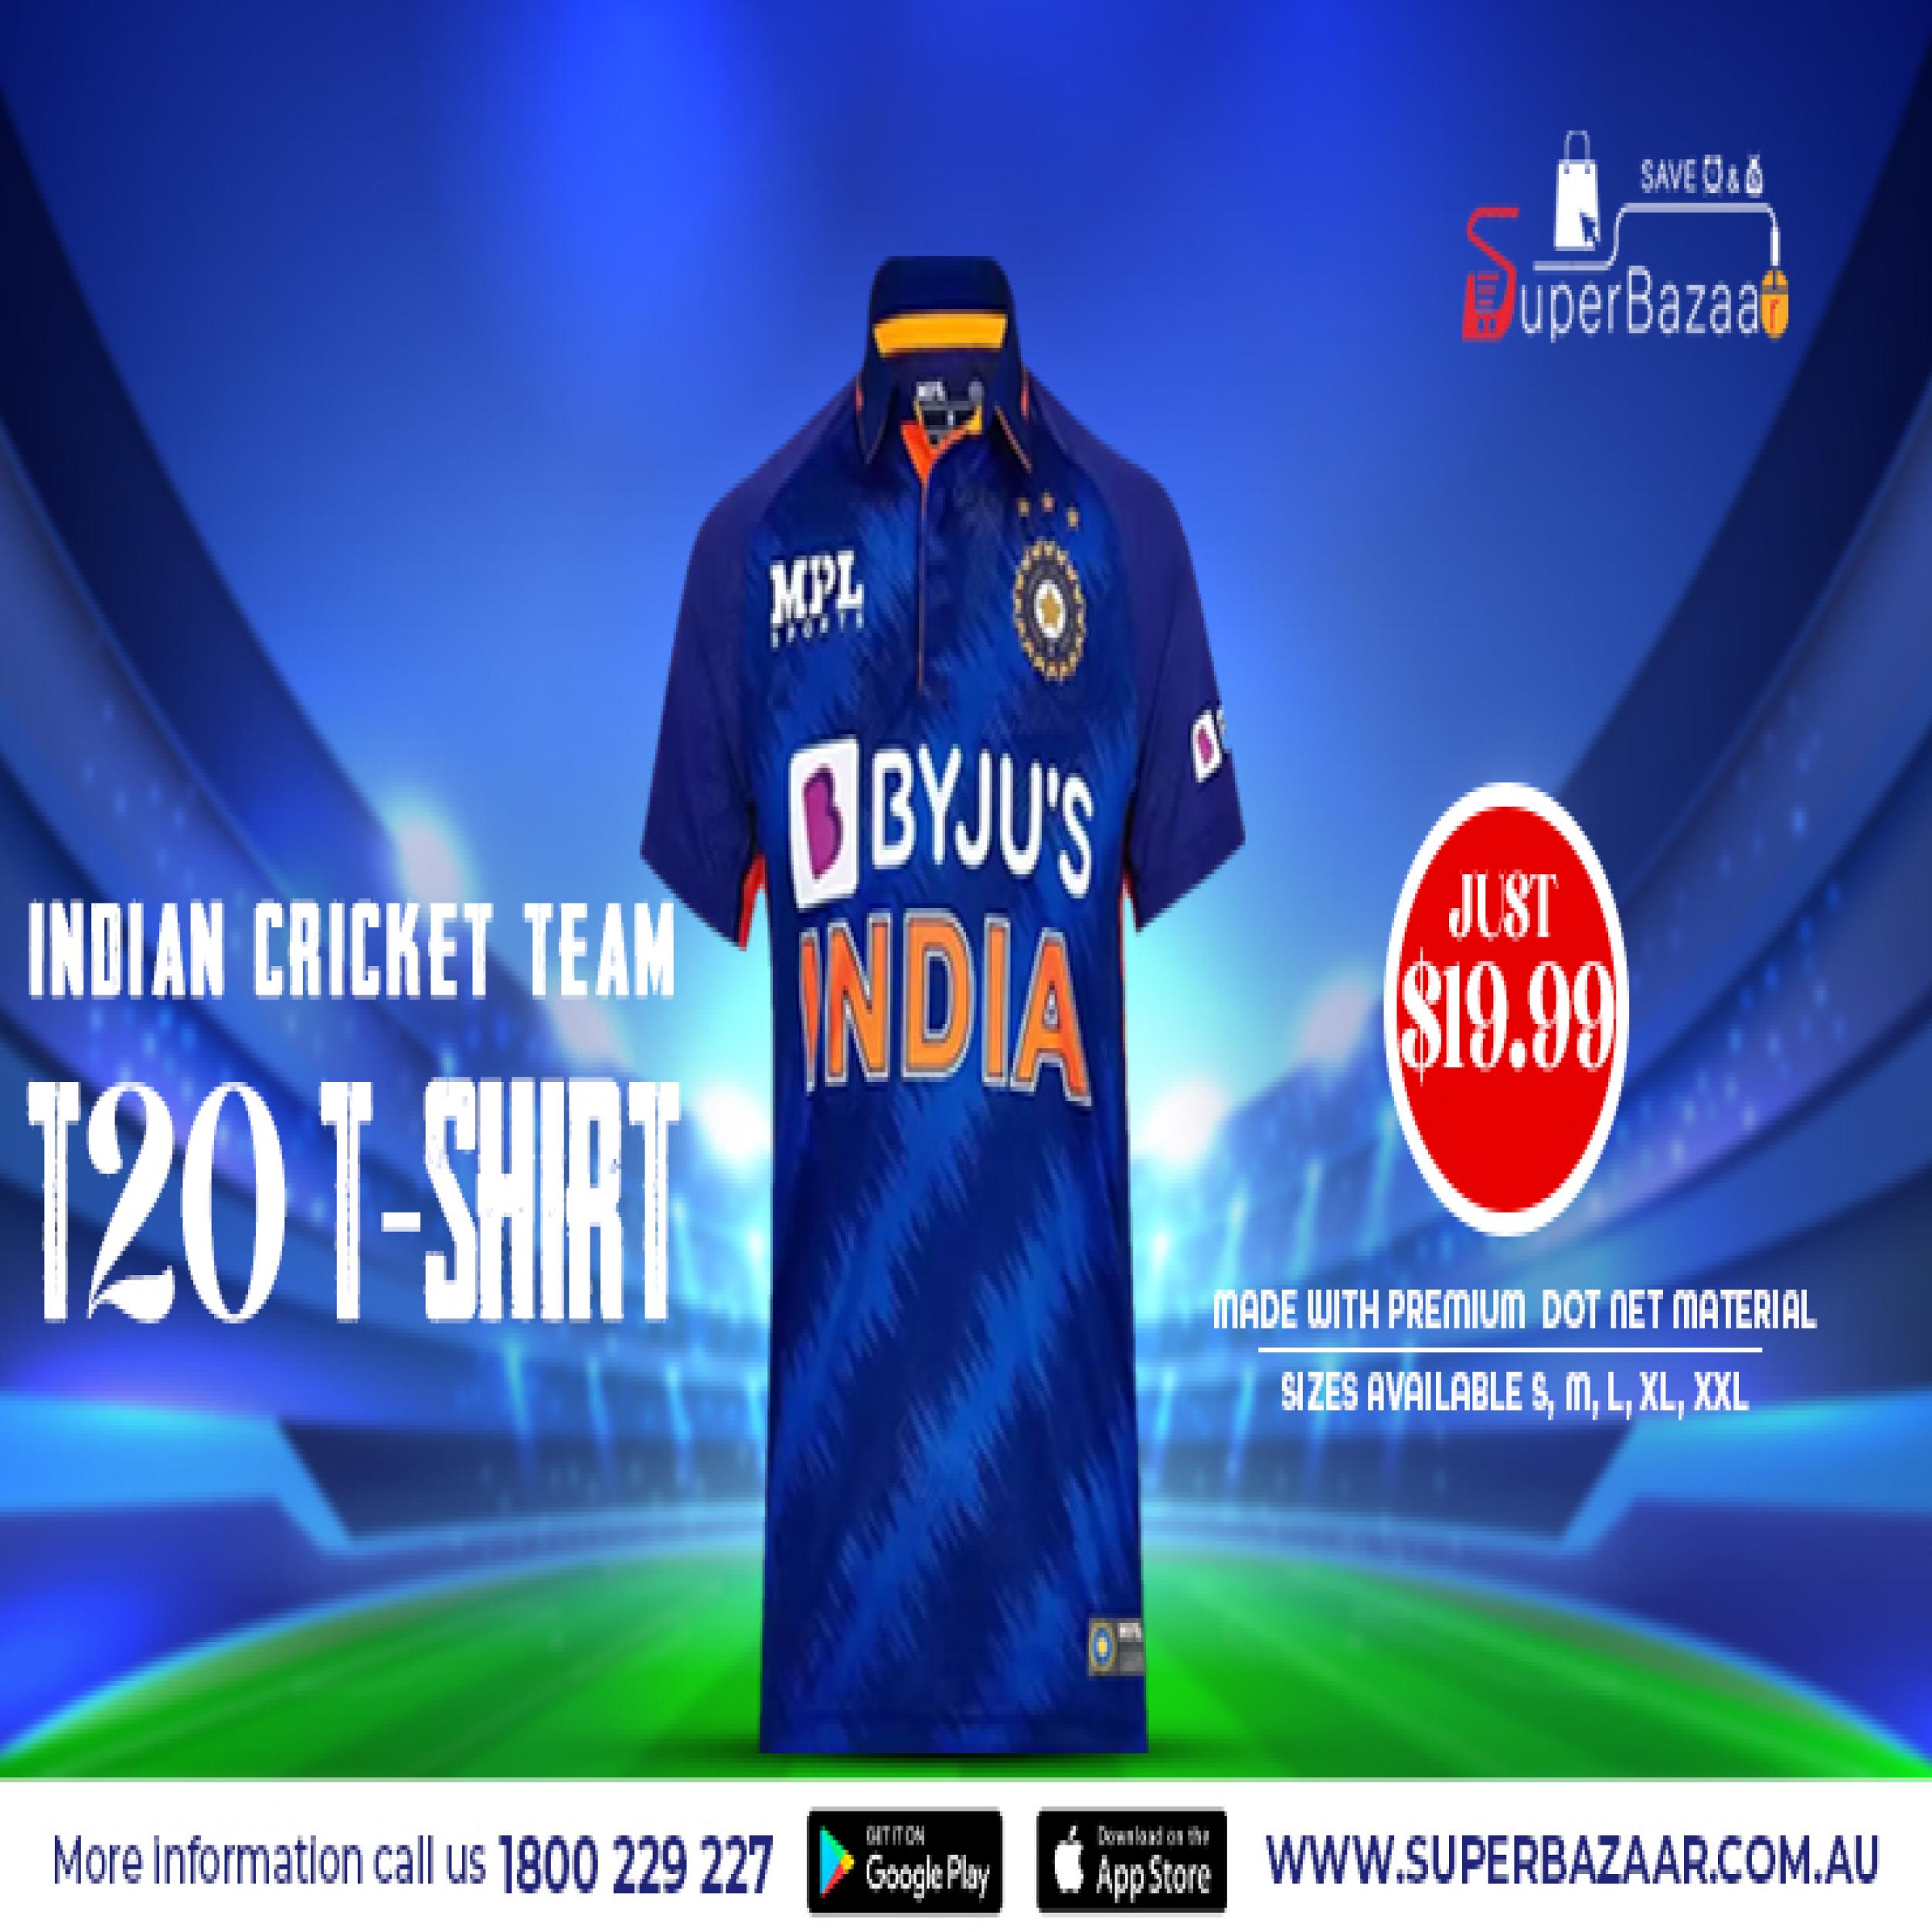 SAVE &
SuperBazaar
MPL
MPL
SPORTS
BYJU'S
INDIA
INDIAN CRICKET TEAM
T20 T-SHIRT
JUST
$19.99
MADE WITH PREMIUM DOT NET MATERIAL
SIZES AVAILABLE S, M, L, XL, XXL
More information call us 1800 229 227
GET IT ON
Google Play
Download on the
App Store
WWW.SUPERBAZAAR.COM.AU